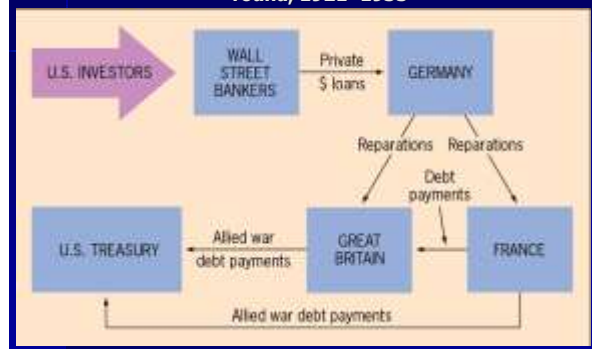 U.S. INVESTORS
WALL
STREET
BANKERS
Private
$ loans
GERMANY
Reparations
Reparations
Debt
payments
U.S. TREASURY
Allied war
debt payments
GREAT
BRITAIN
FRANCE
Allied war debt payments